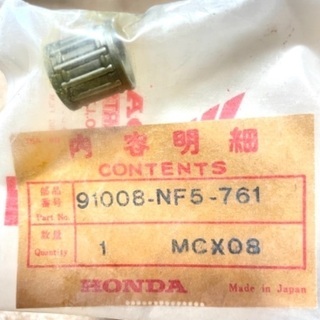 内容明細
CONTENTS
部品番号 Part No. 91008-NF5-761
数量 Quantity 1 MCX08
HONDA Made in Japan